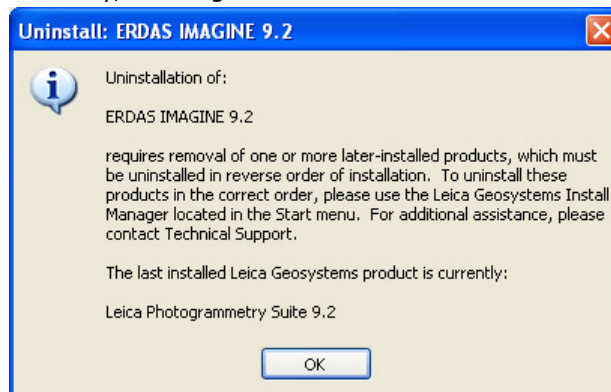 Uninstall: ERDAS IMAGINE 9.2
Uninstallation of:
ERDAS IMAGINE 9.2
requires removal of one or more later-installed products, which must
be uninstalled in reverse order of installation. To uninstall these
products in the correct order, please use the Leica Geosystems Install
Manager located in the Start menu. For additional assistance, please
contact Technical Support.
The last installed Leica Geosystems product is currently:
Leica Photogrammetry Suite 9.2
OK